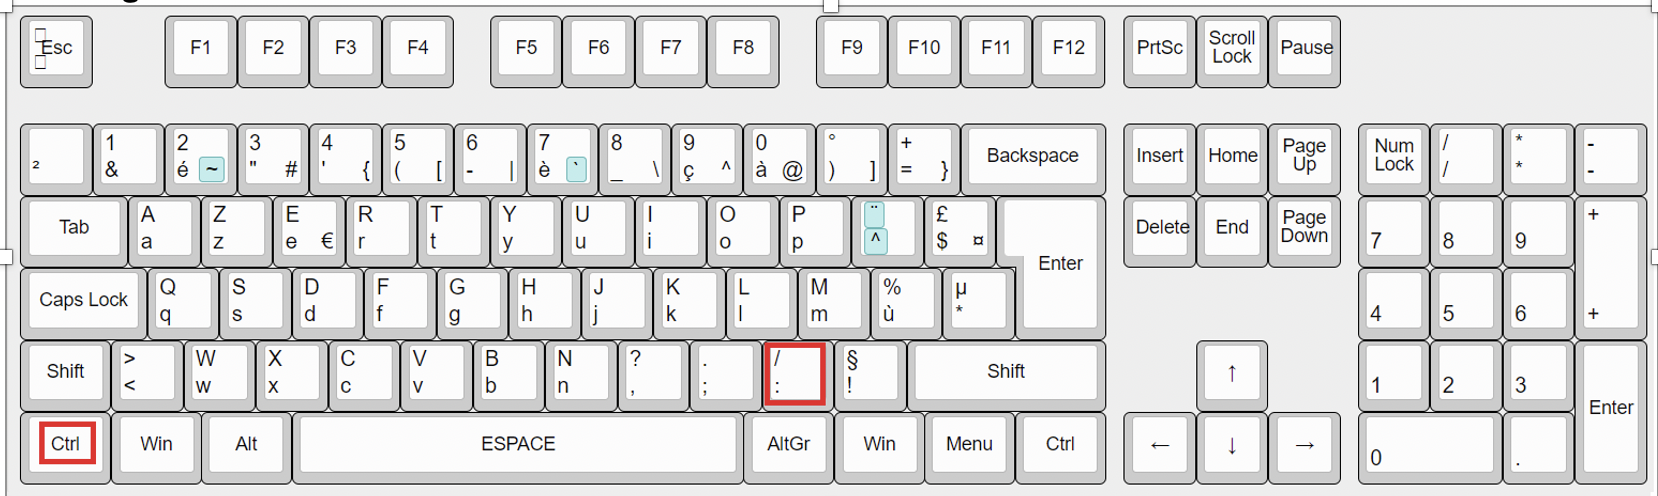 Esc F1 F2 F3 F4 F5 F6 F7 F8 F9 F10 F11 F12 PrtSc Scroll Lock Pause
² 1 & 2 é ~ 3 " # 4 ' { 5 ( [ 6 - | 7 è ` 8 _ \ 9 ç ^ 0 à @ ° ) ] + = } Backspace Insert Home Page Up Num Lock / / * * - -
Tab A a Z z E e € R r T t Y y U u I i O o P p ¨ ^ £ $ ¤ Enter Delete End Page Down 7 8 9 + +
Caps Lock Q q S s D d F f G g H h J j K k L l M m % ù µ * 4 5 6
Shift > < W w X x C c V v B b N n ? , . ; / : § ! Shift ↑ 1 2 3 Enter
Ctrl Win Alt ESPACE AltGr Win Menu Ctrl ← ↓ → 0 .